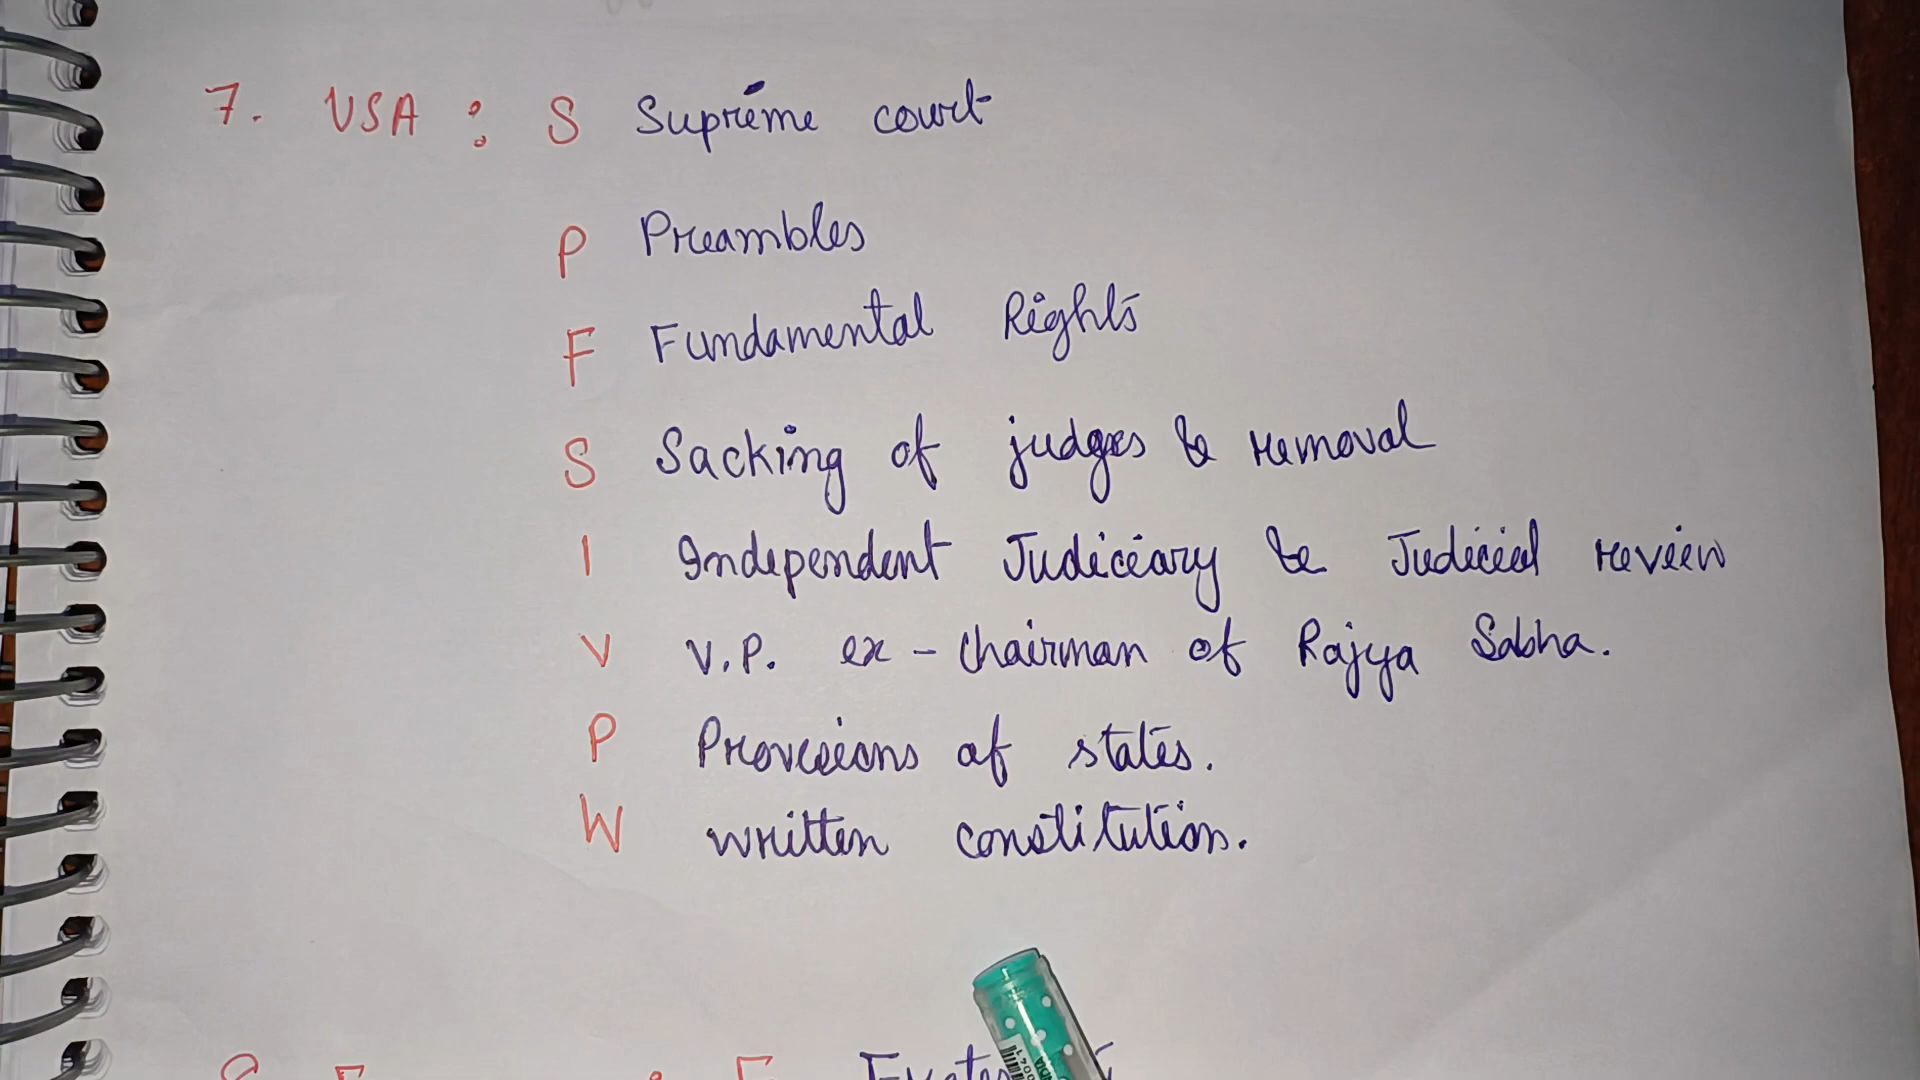 7. USA : S Supreme court
P Preambles
F Fundamental Rights
S Sacking of judges & removal
I Independent Judiciary & Judicial review
V V.P. ex - chairman of Rajya Sabha.
P Provisions of states.
W written constitution.